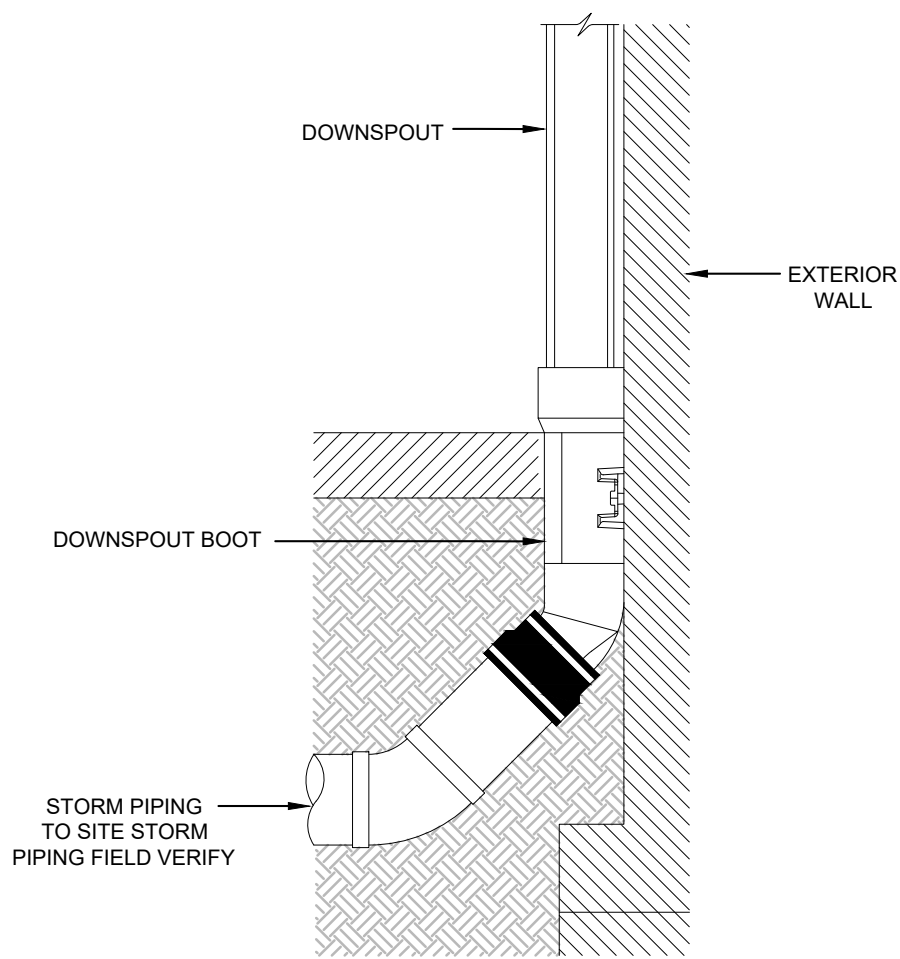 DOWNSPOUT
EXTERIOR
WALL
DOWNSPOUT BOOT
STORM PIPING
TO SITE STORM
PIPING FIELD VERIFY